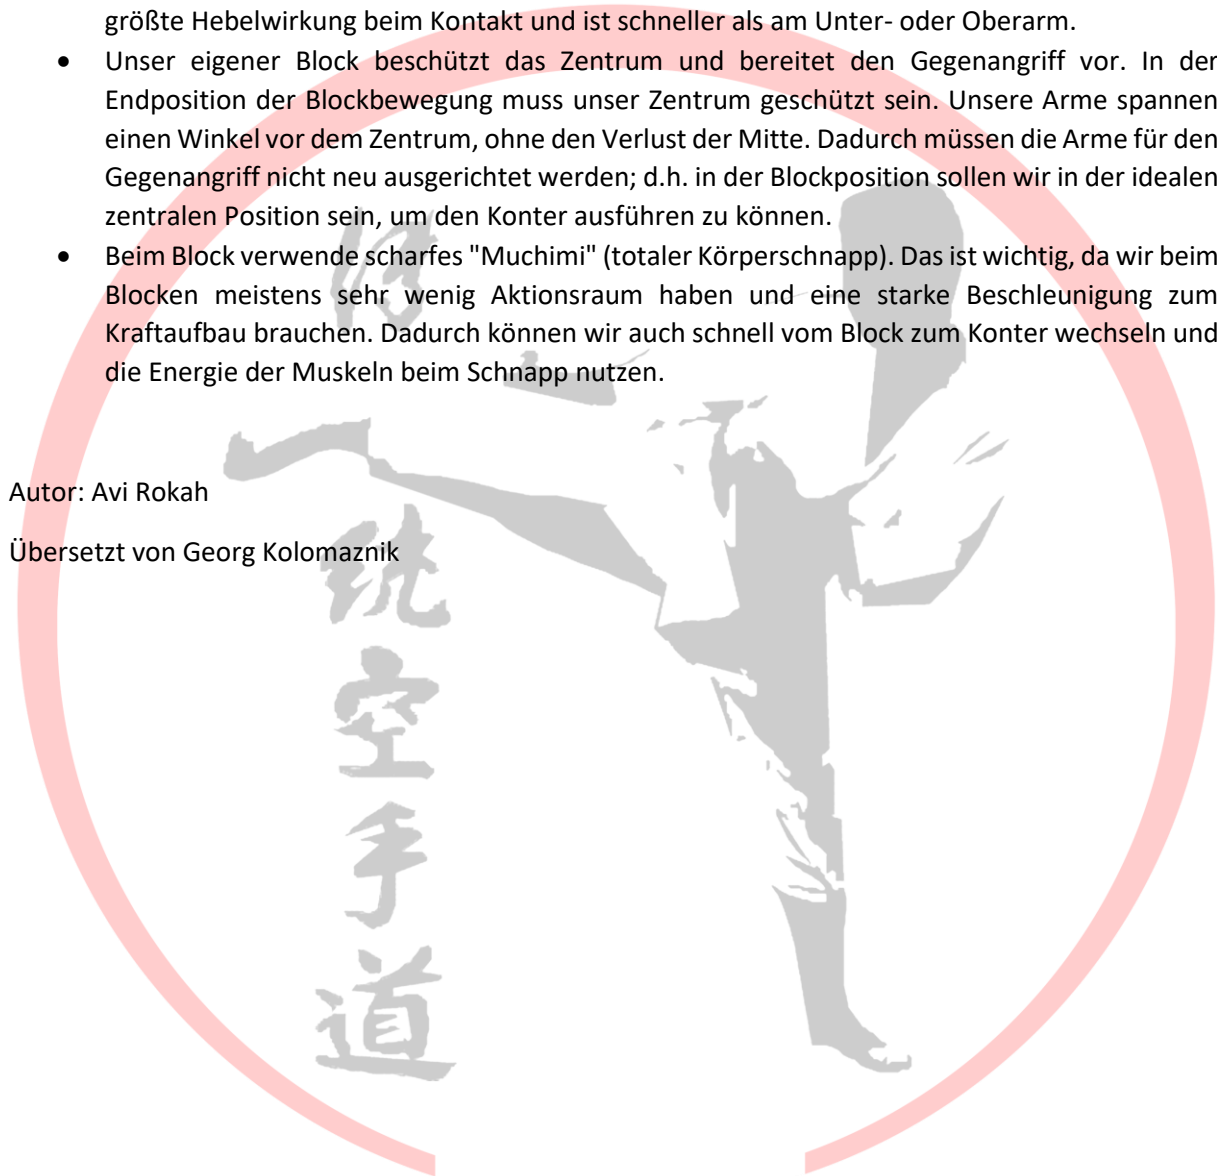 größte Hebelwirkung beim Kontakt und ist schneller als am Unter- oder Oberarm.
• Unser eigener Block beschützt das Zentrum und bereitet den Gegenangriff vor. In der
Endposition der Blockbewegung muss unser Zentrum geschützt sein. Unsere Arme spannen
einen Winkel vor dem Zentrum, ohne den Verlust der Mitte. Dadurch müssen die Arme für den
Gegenangriff nicht neu ausgerichtet werden; d.h. in der Blockposition sollen wir in der idealen
zentralen Position sein, um den Konter ausführen zu können.
• Beim Block verwende scharfes "Muchimi" (totaler Körperschnapp). Das ist wichtig, da wir beim
Blocken meistens sehr wenig Aktionsraum haben und eine starke Beschleunigung zum
Kraftaufbau brauchen. Dadurch können wir auch schnell vom Block zum Konter wechseln und
die Energie der Muskeln beim Schnapp nutzen.
Autor: Avi Rokah
Übersetzt von Georg Kolomaznik
统
空
手
道